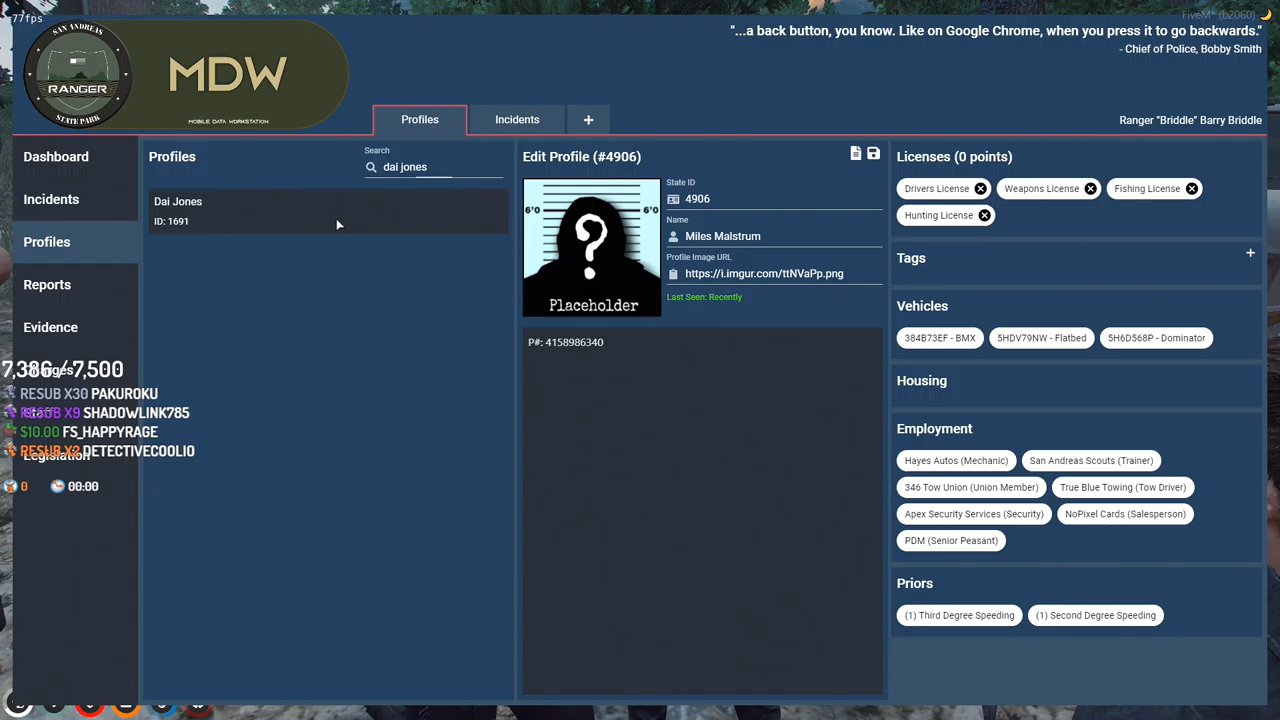 77fps
FiveM* (b2060)
SAN ANDREAS
RANGER
STATE PARK
MDW
MOBILE DATA WORKSTATION
"...a back button, you know. Like on Google Chrome, when you press it to go backwards."
- Chief of Police, Bobby Smith
Profiles
Incidents
+
Ranger "Briddle" Barry Briddle
Dashboard
Incidents
Profiles
Reports
Evidence
Charges
Legislation
7,386 / 7,500
RESUB X30 PAKUROKU
RESUB X9 SHADOWLINK785
$10.00 FS_HAPPYRAGE
RESUB X2 DETECTIVECOOLIO
0
00:00
Profiles
Search
dai jones
Dai Jones
ID: 1691
Edit Profile (#4906)
6'0
6'0
?
Placeholder
State ID
4906
Name
Miles Malstrum
Profile Image URL
https://i.imgur.com/ttNVaPp.png
Last Seen: Recently
P#: 4158986340
Licenses (0 points)
Drivers License
Weapons License
Fishing License
Hunting License
Tags
+
Vehicles
384B73EF - BMX
5HDV79NW - Flatbed
5H6D568P - Dominator
Housing
Employment
Hayes Autos (Mechanic)
San Andreas Scouts (Trainer)
346 Tow Union (Union Member)
True Blue Towing (Tow Driver)
Apex Security Services (Security)
NoPixel Cards (Salesperson)
PDM (Senior Peasant)
Priors
(1) Third Degree Speeding
(1) Second Degree Speeding